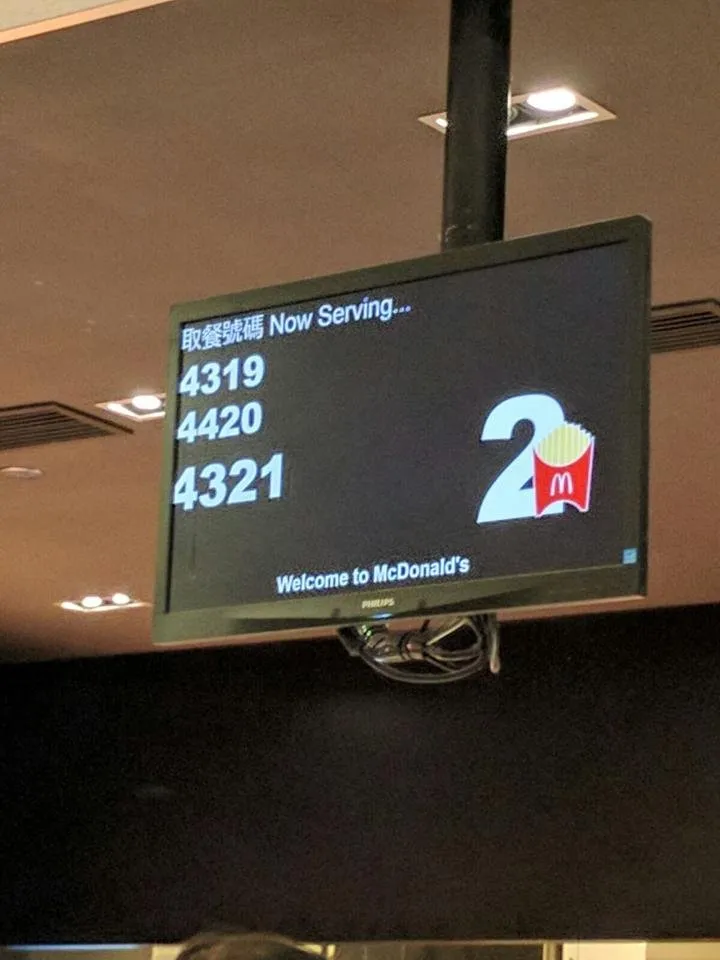 取餐號碼 Now Serving...
4319
4420
4321
2
Welcome to McDonald's
PHILIPS